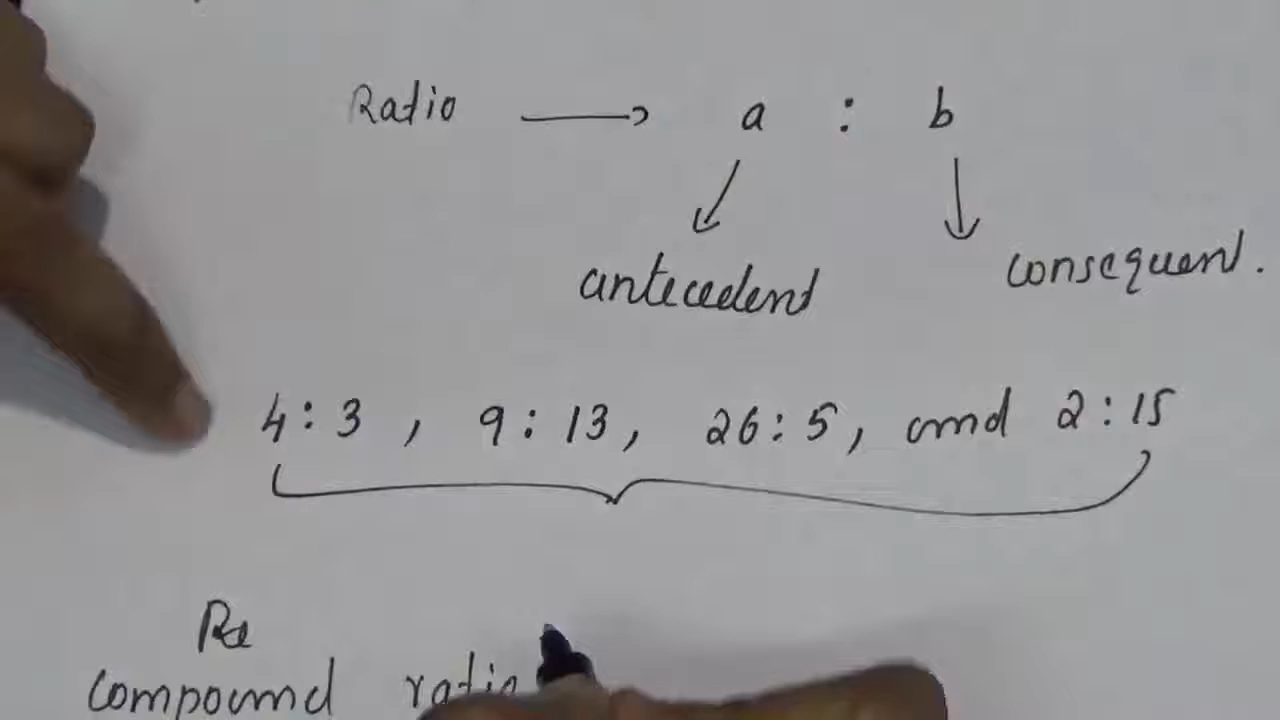 Ratio → a : b
antecedent consequent.
4:3 , 9:13, 26:5, and 2:15
Re
compound ratio